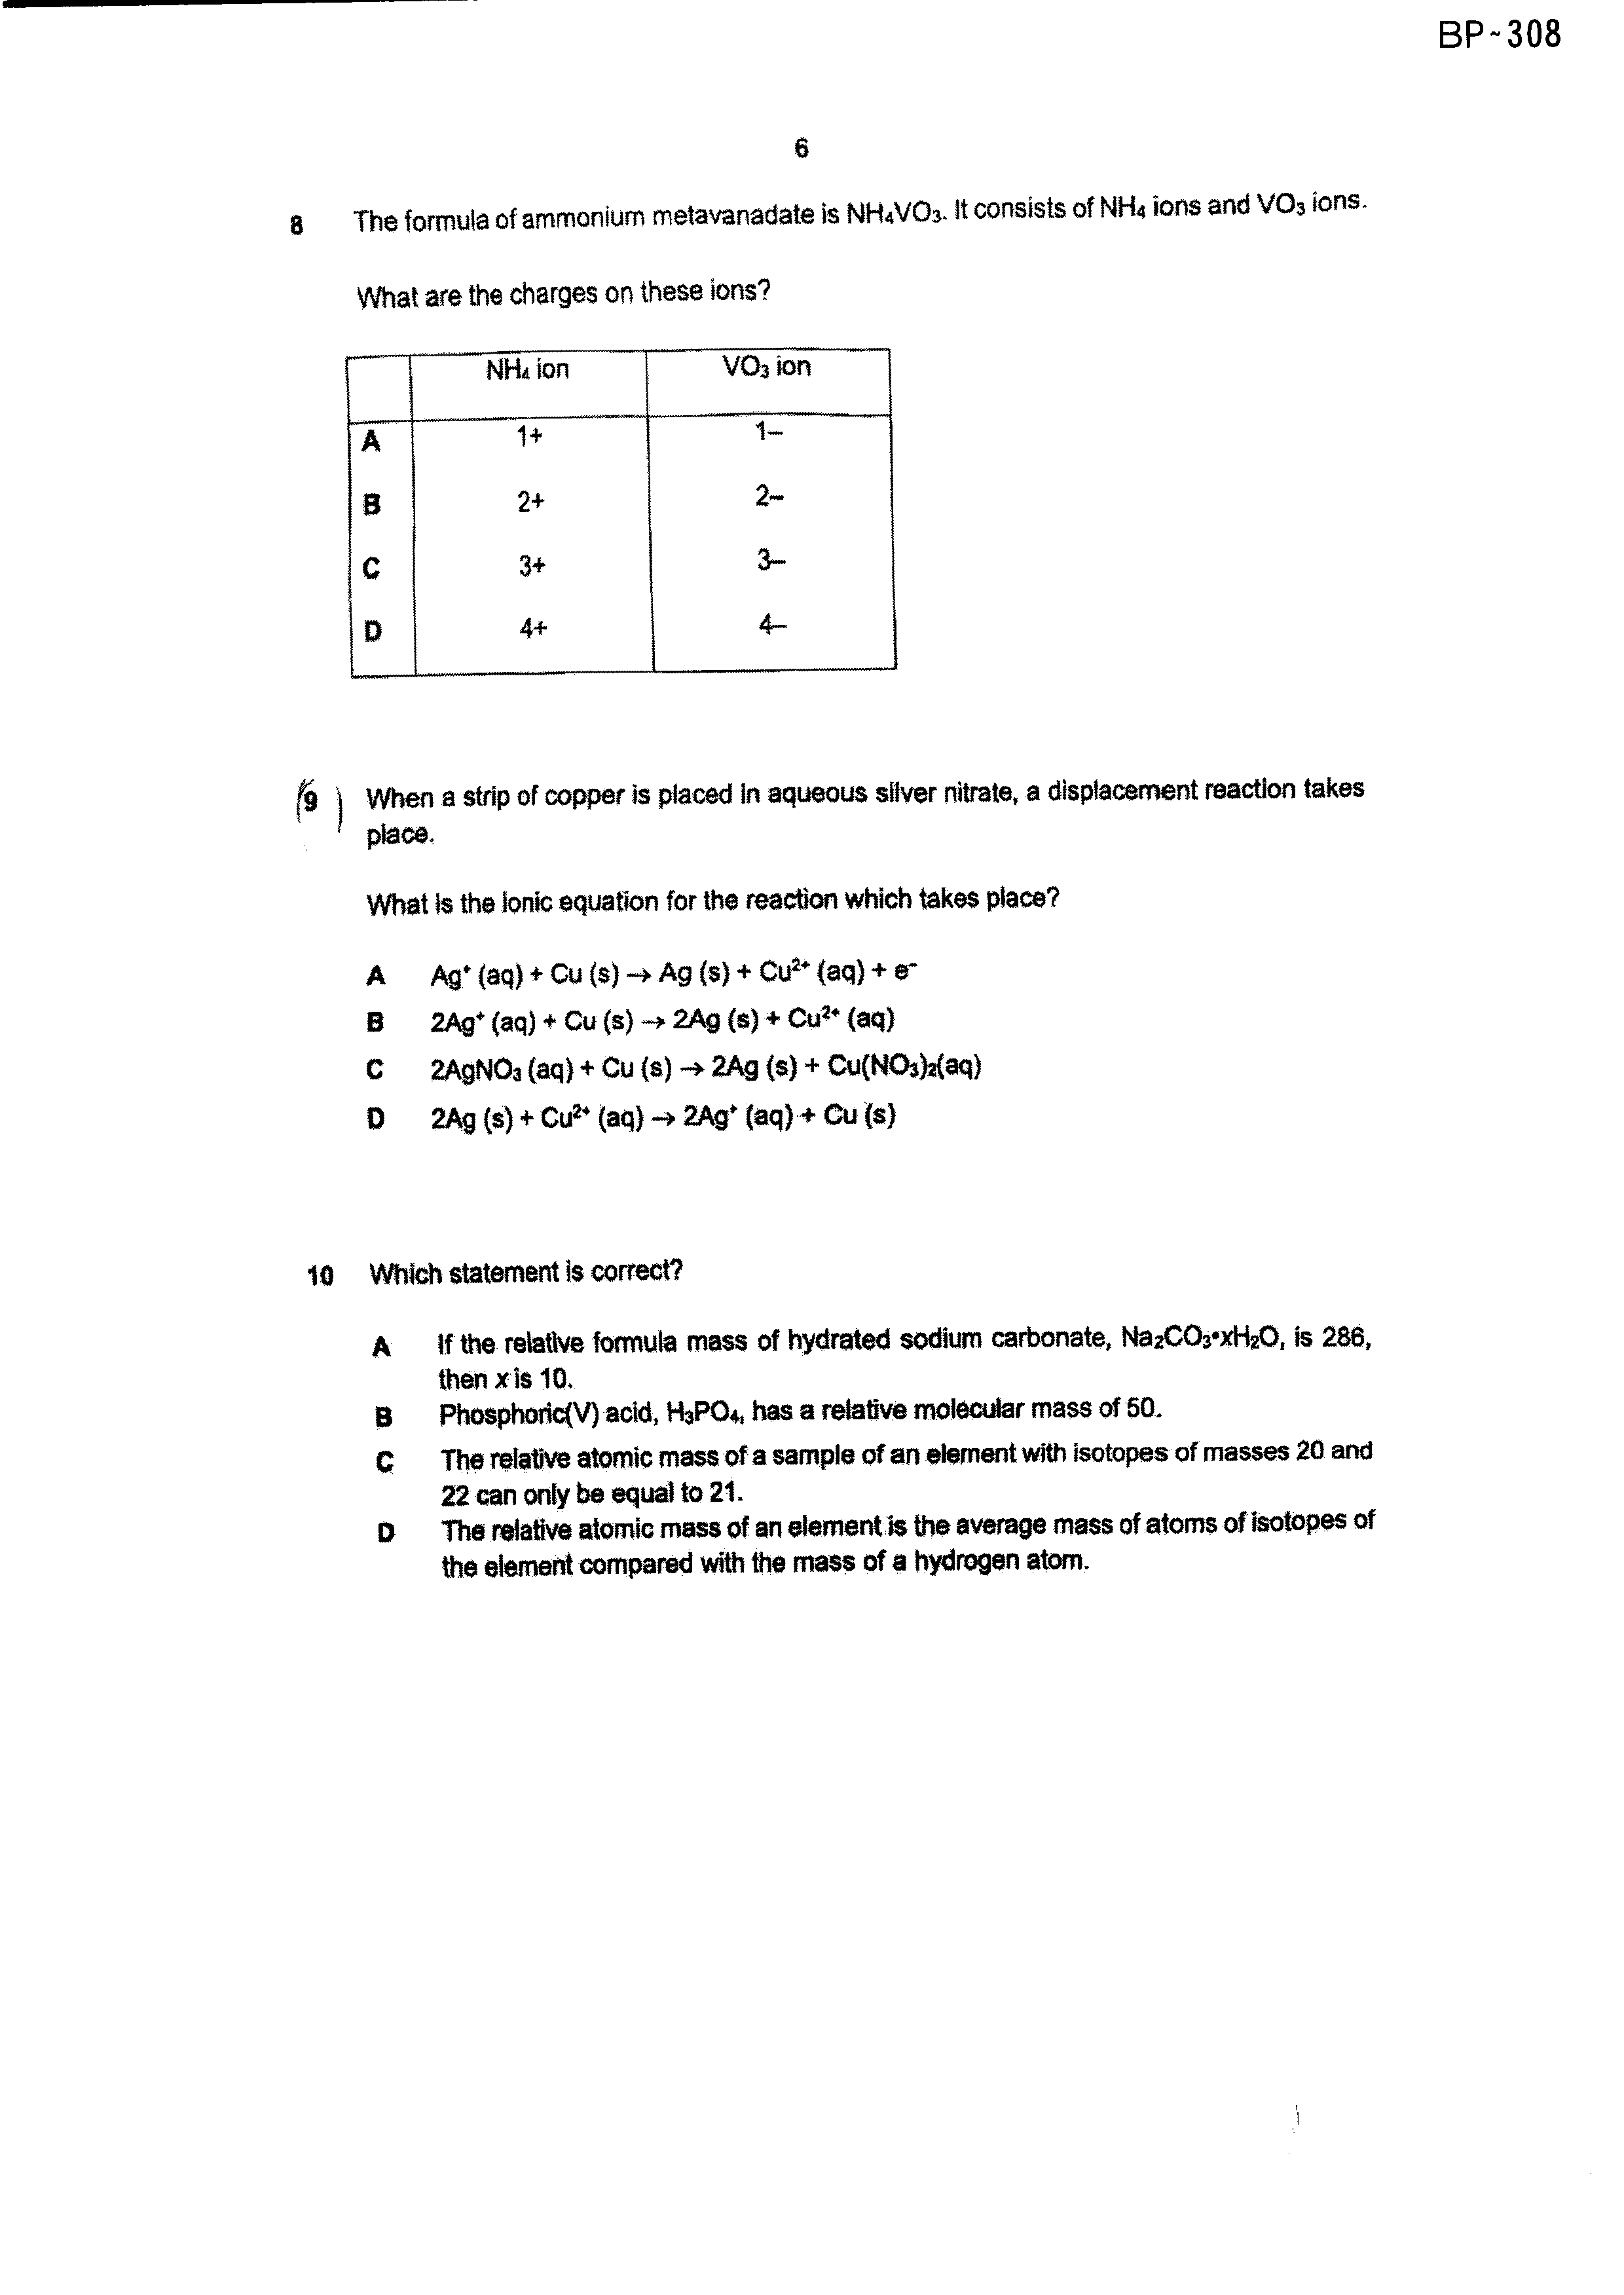 BP~308
6
8 The formula of ammonium metavanadate is NH₄VO₃. It consists of NH₄ ions and VO₃ ions.
What are the charges on these ions?
NH₄ ion VO₃ ion
A 1+ 1–
B 2+ 2–
C 3+ 3–
D 4+ 4–
(9) When a strip of copper is placed in aqueous silver nitrate, a displacement reaction takes
place.
What is the ionic equation for the reaction which takes place?
A Ag⁺ (aq) + Cu (s) → Ag (s) + Cu²⁺ (aq) + e⁻
B 2Ag⁺ (aq) + Cu (s) → 2Ag (s) + Cu²⁺ (aq)
C 2AgNO₃ (aq) + Cu (s) → 2Ag (s) + Cu(NO₃)₂(aq)
D 2Ag (s) + Cu²⁺ (aq) → 2Ag⁺ (aq) + Cu (s)
10 Which statement is correct?
A If the relative formula mass of hydrated sodium carbonate, Na₂CO₃•xH₂O, is 286,
then x is 10.
B Phosphoric(V) acid, H₃PO₄, has a relative molecular mass of 50.
C The relative atomic mass of a sample of an element with isotopes of masses 20 and
22 can only be equal to 21.
D The relative atomic mass of an element is the average mass of atoms of isotopes of
the element compared with the mass of a hydrogen atom.